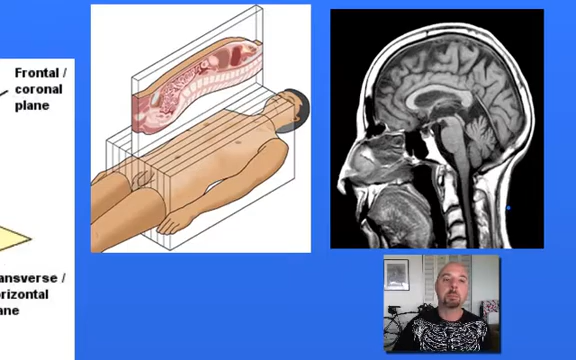 Frontal /
coronal
plane
ansverse /
rizontal
ane